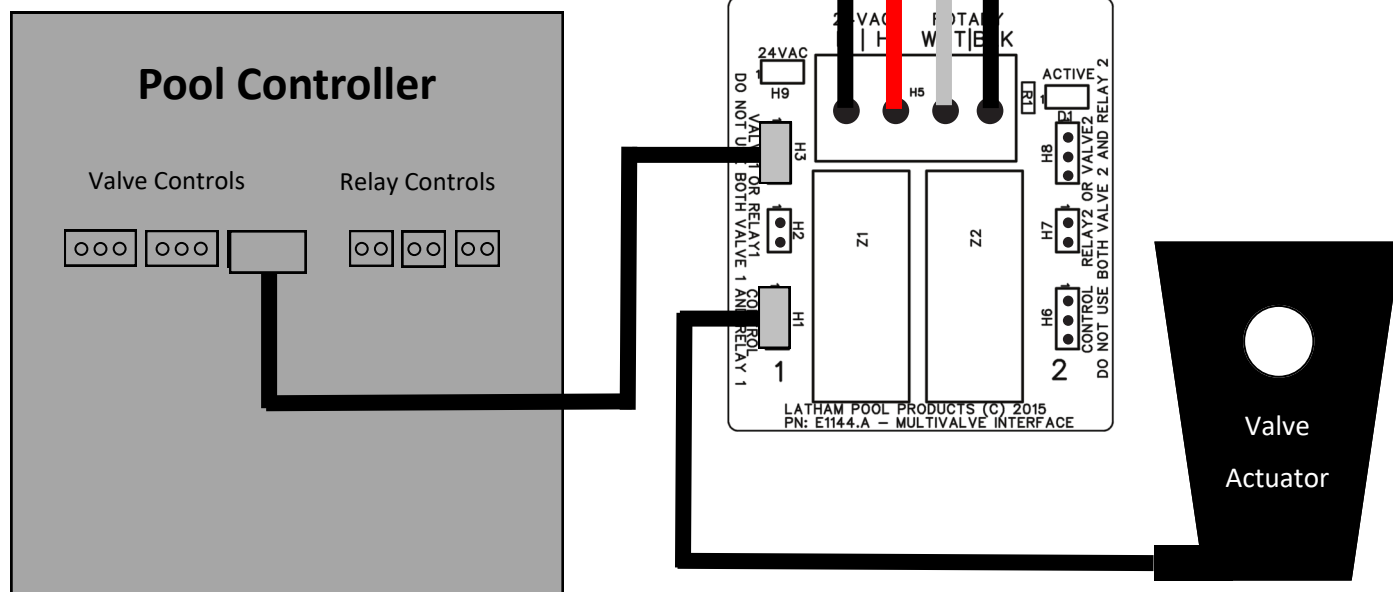 Pool Controller
Valve Controls
Relay Controls
24VAC
H9
ROTARY
H5
R1
ACTIVE
1
D1
DO NOT USE BOTH VALVE 1 AND RELAY 1
VALVE1 OR RELAY1
CONTROL
H3
H2
H1
1
Z1
Z2
H8
H7
H6
RELAY2 OR VALVE2
CONTROL
DO NOT USE BOTH VALVE 2 AND RELAY 2
2
LATHAM POOL PRODUCTS (C) 2015
PN: E1144.A – MULTIVALVE INTERFACE
Valve
Actuator